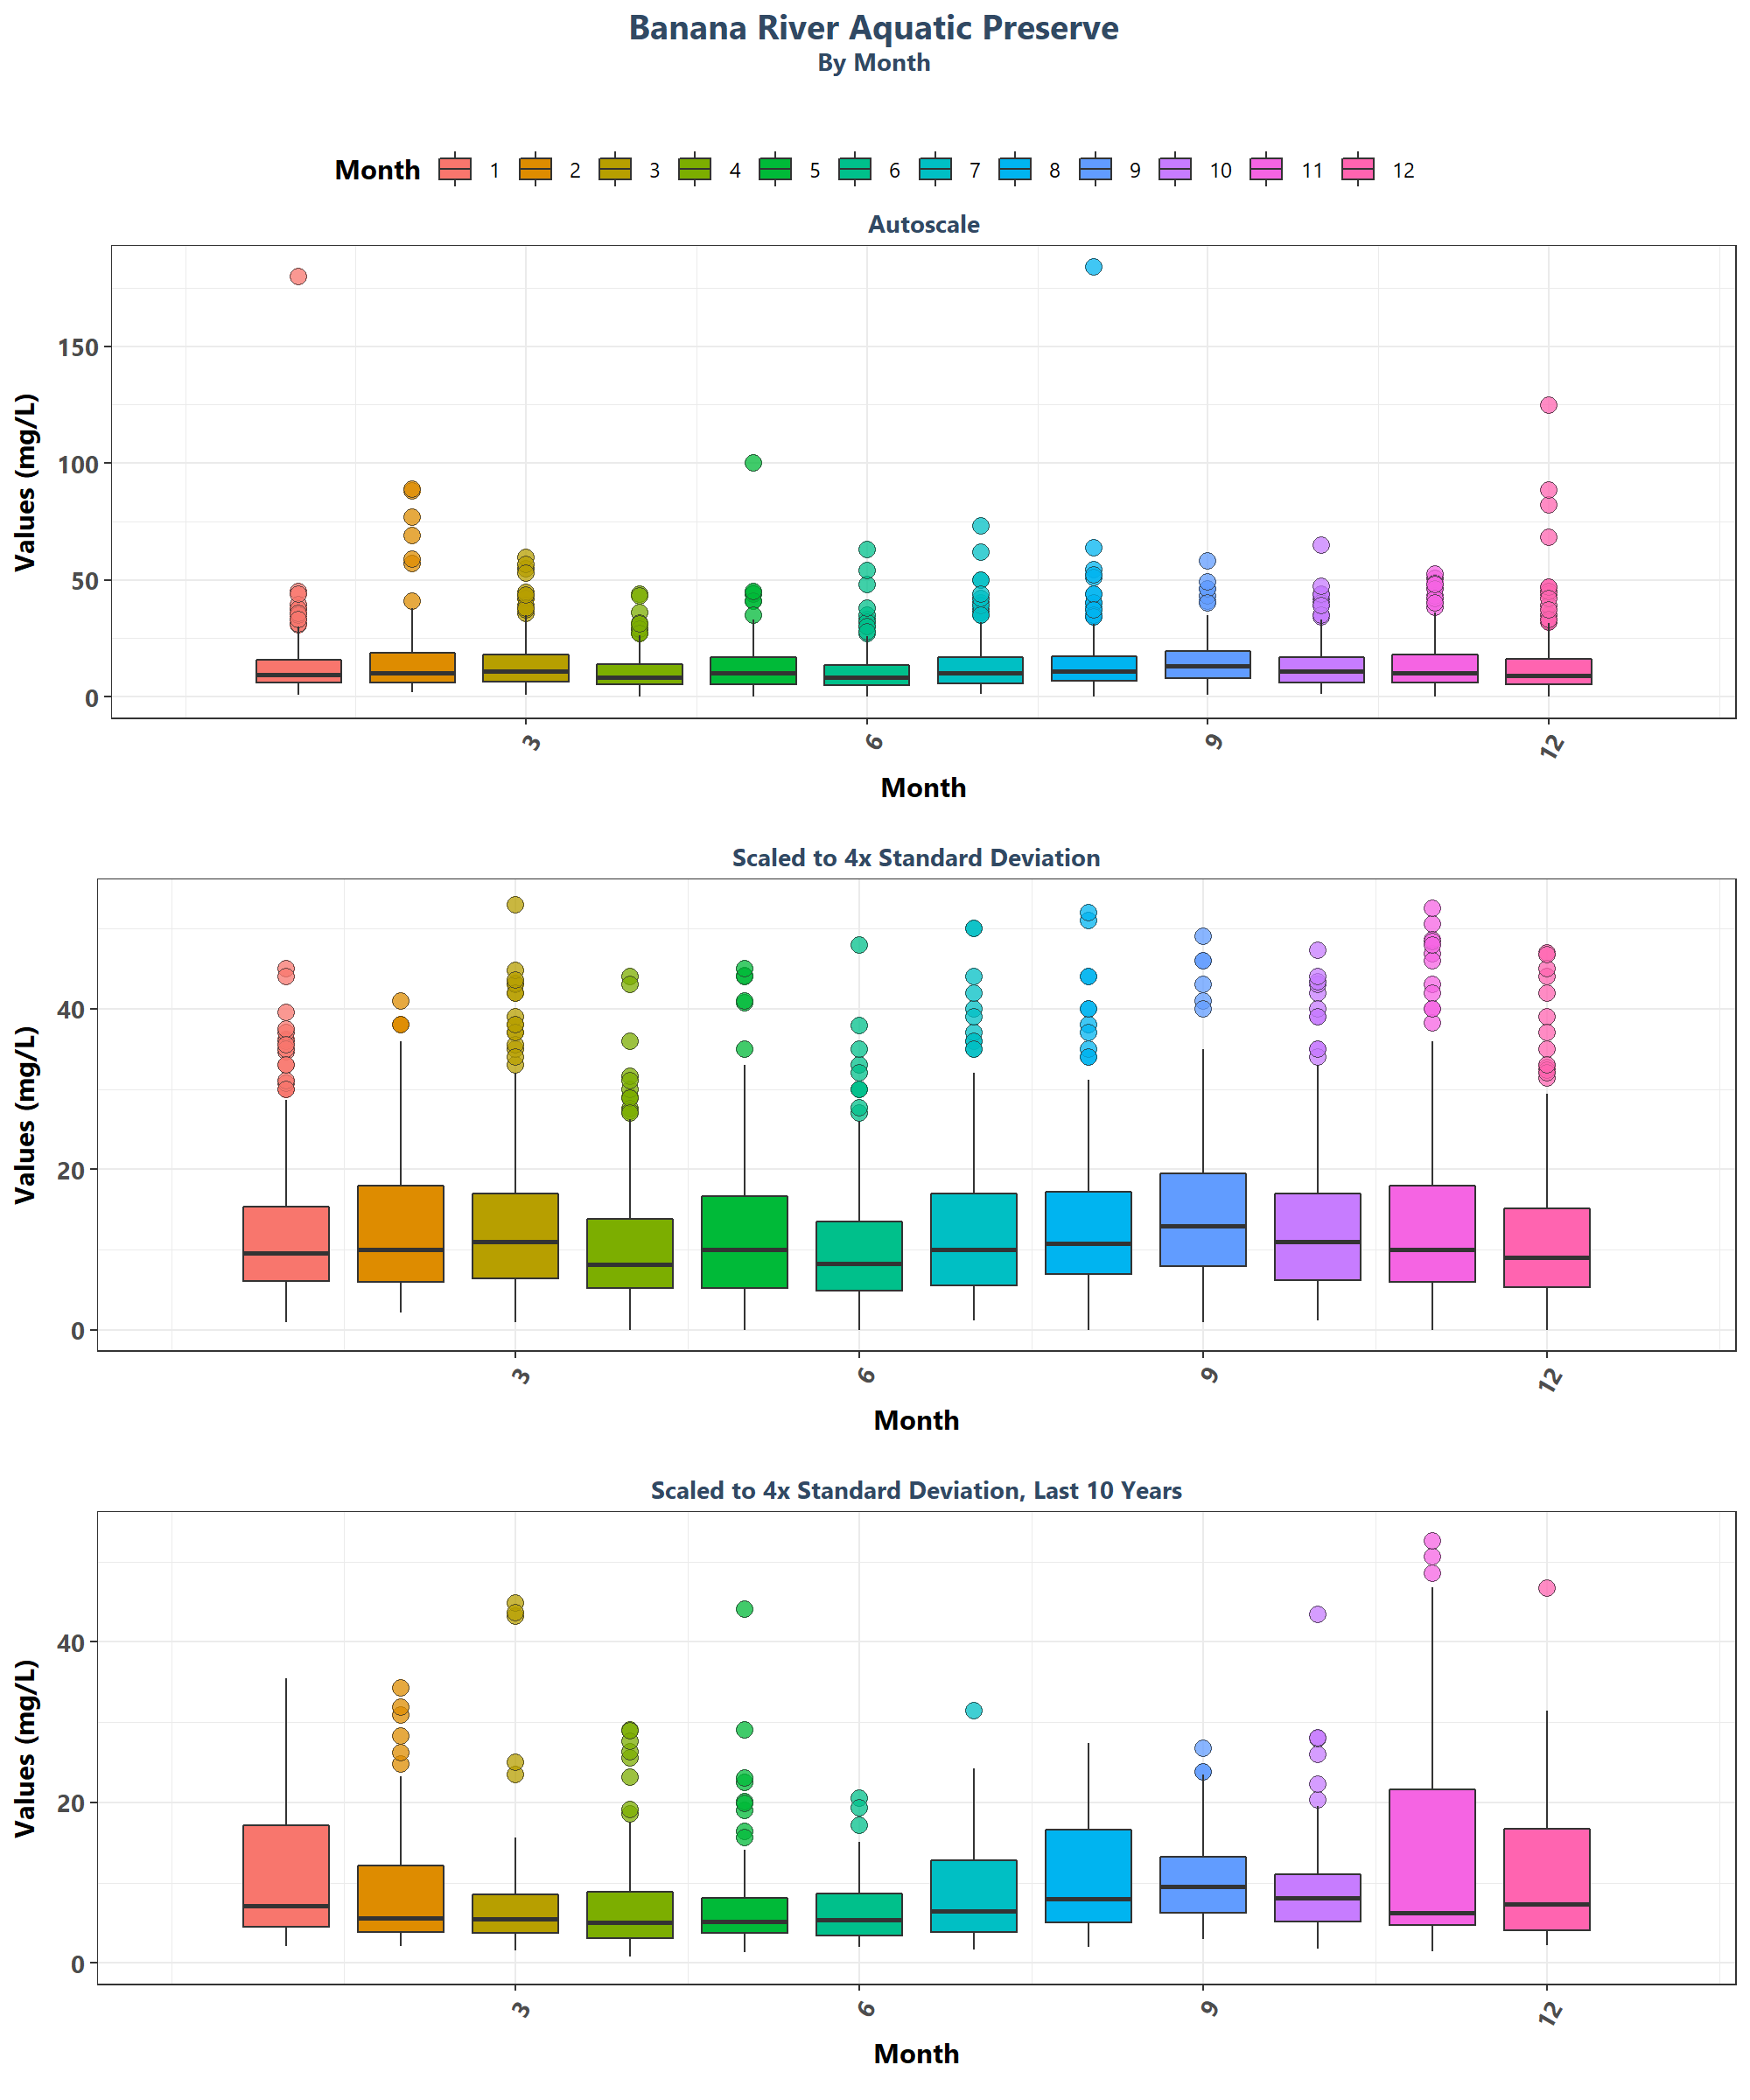 Banana River Aquatic Preserve
By Month
Month 1 2 3 4 5 6 7 8 9 10 11 12
Autoscale
Values (mg/L)
150
100
50
0
3 6 9 12
Month
Scaled to 4x Standard Deviation
Values (mg/L)
40
20
0
3 6 9 12
Month
Scaled to 4x Standard Deviation, Last 10 Years
Values (mg/L)
40
20
0
3 6 9 12
Month